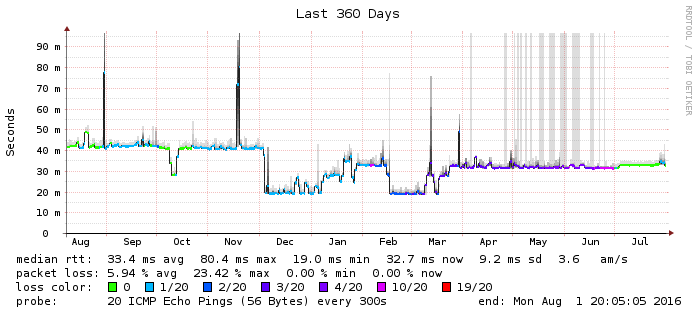 Last 360 Days
RRDTOOL / TOBI OETIKER
Seconds
90 m
80 m
70 m
60 m
50 m
40 m
30 m
20 m
10 m
0
Aug Sep Oct Nov Dec Jan Feb Mar Apr May Jun Jul
median rtt: 33.4 ms avg 80.4 ms max 19.0 ms min 32.7 ms now 9.2 ms sd 3.6 am/s
packet loss: 5.94 % avg 23.42 % max 0.00 % min 0.00 % now
loss color: 0 1/20 2/20 3/20 4/20 10/20 19/20
probe: 20 ICMP Echo Pings (56 Bytes) every 300s end: Mon Aug 1 20:05:05 2016